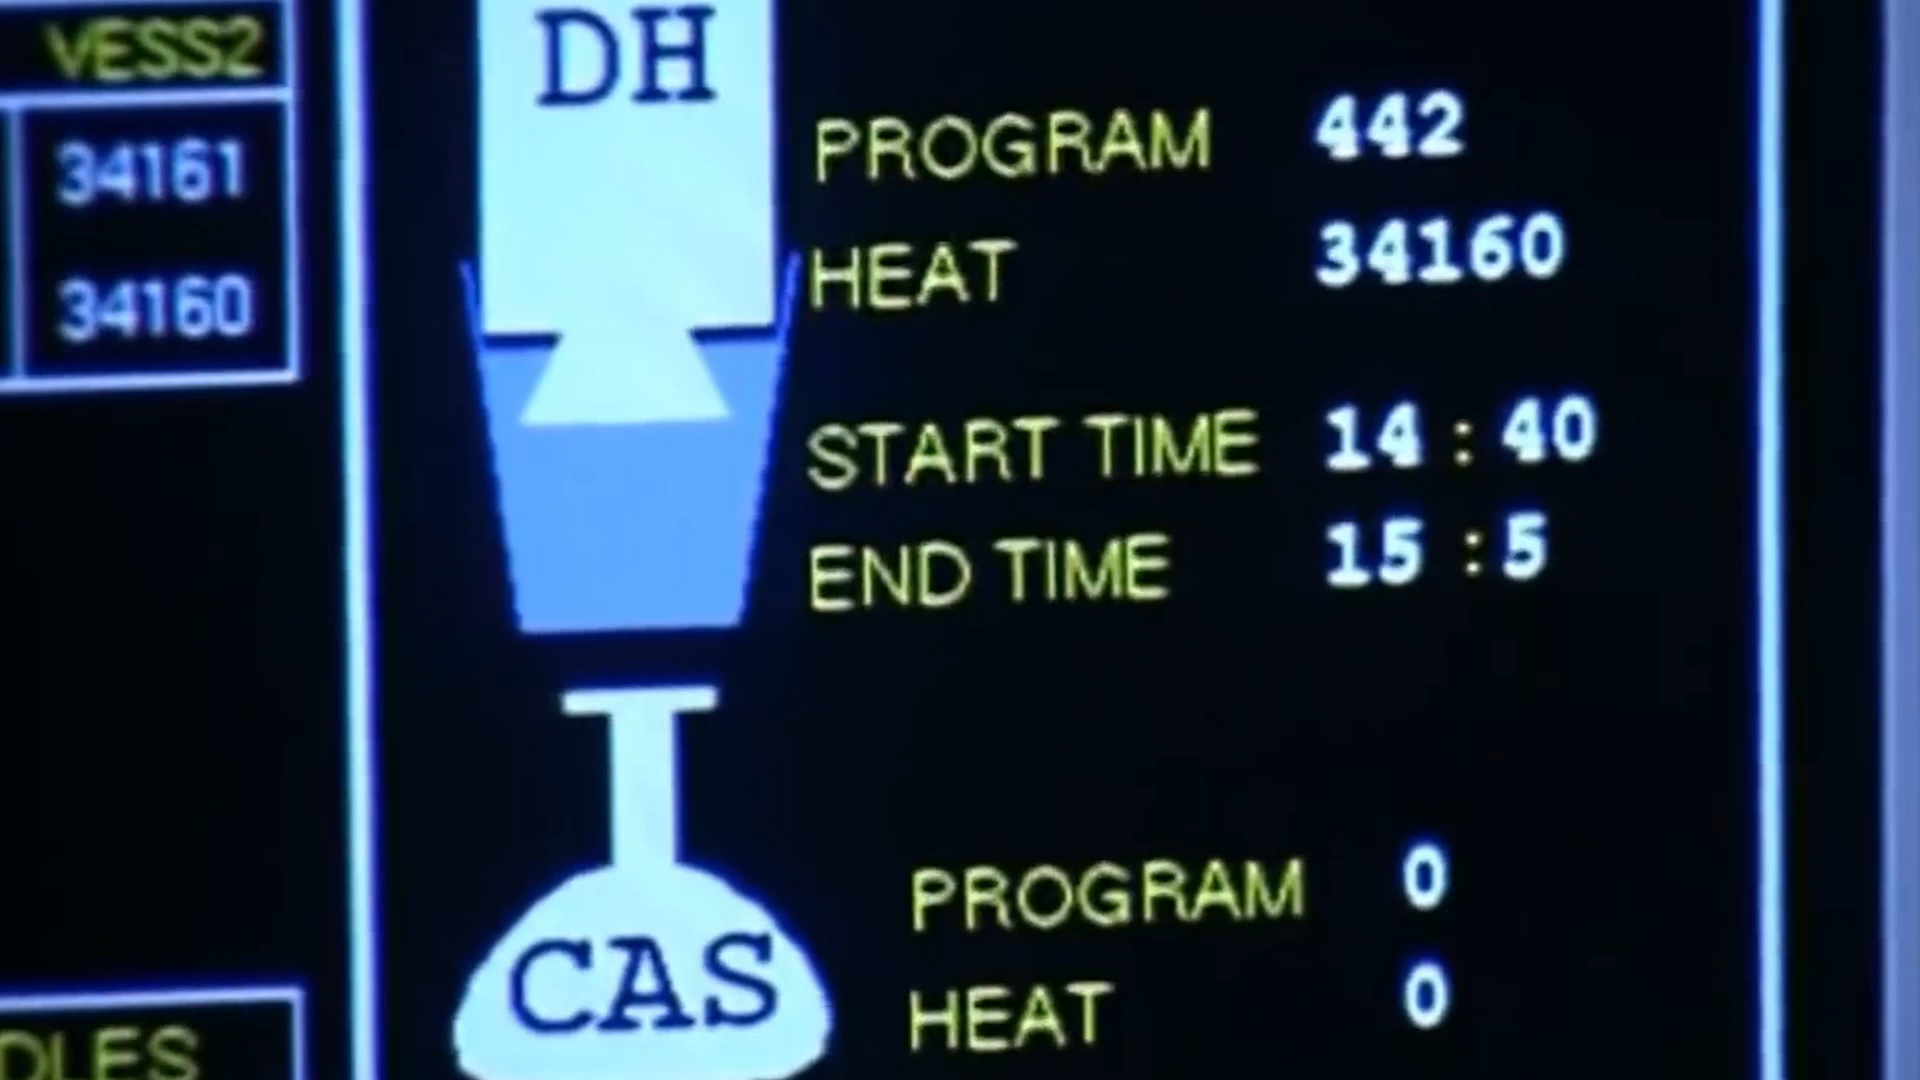 VESS2
34161
34160
DH
PROGRAM 442
HEAT 34160
START TIME 14 : 40
END TIME 15 : 5
CAS
PROGRAM 0
HEAT 0
DLES